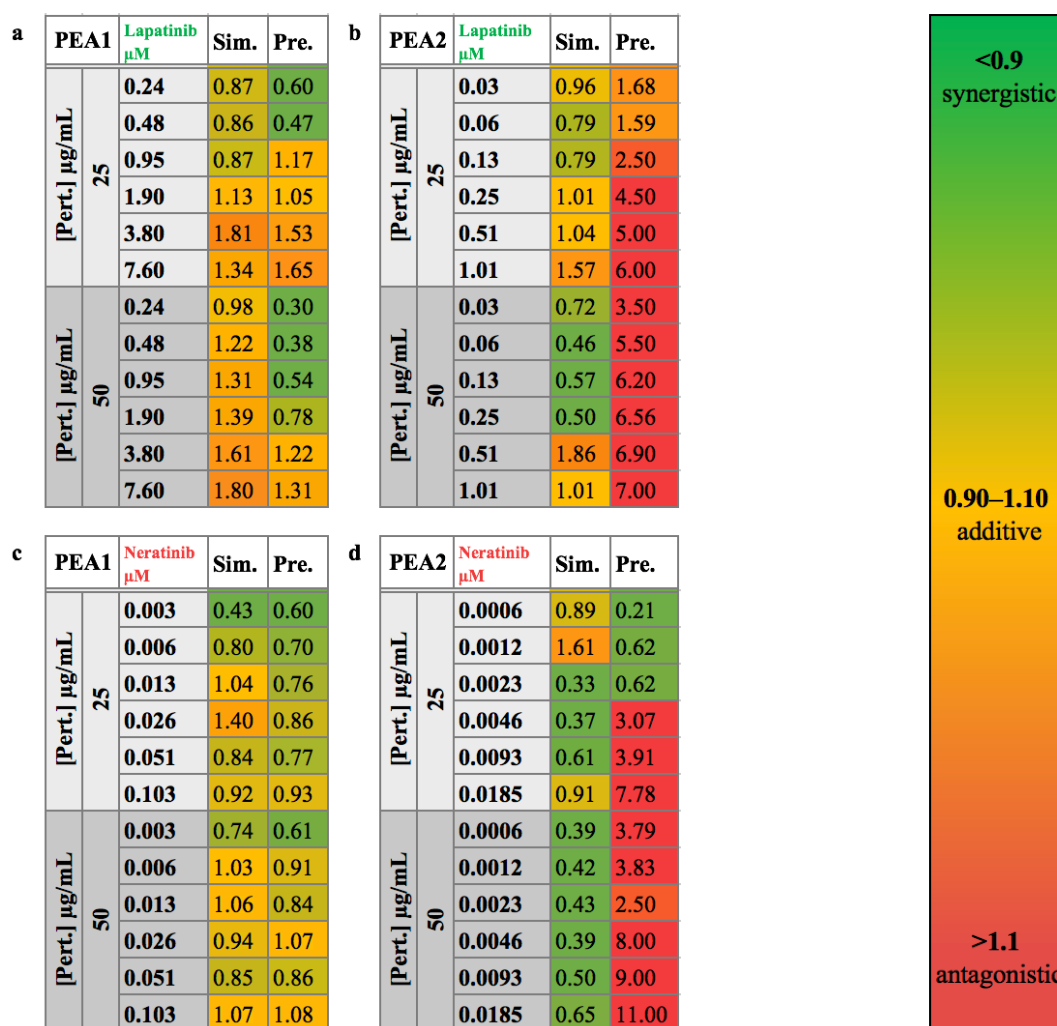 a PEA1 Lapatinib µM Sim. Pre.
[Pert.] µg/mL 25
0.24 0.87 0.60
0.48 0.86 0.47
0.95 0.87 1.17
1.90 1.13 1.05
3.80 1.81 1.53
7.60 1.34 1.65
[Pert.] µg/mL 50
0.24 0.98 0.30
0.48 1.22 0.38
0.95 1.31 0.54
1.90 1.39 0.78
3.80 1.61 1.22
7.60 1.80 1.31
b PEA2 Lapatinib µM Sim. Pre.
[Pert.] µg/mL 25
0.03 0.96 1.68
0.06 0.79 1.59
0.13 0.79 2.50
0.25 1.01 4.50
0.51 1.04 5.00
1.01 1.57 6.00
[Pert.] µg/mL 50
0.03 0.72 3.50
0.06 0.46 5.50
0.13 0.57 6.20
0.25 0.50 6.56
0.51 1.86 6.90
1.01 1.01 7.00
c PEA1 Neratinib µM Sim. Pre.
[Pert.] µg/mL 25
0.003 0.43 0.60
0.006 0.80 0.70
0.013 1.04 0.76
0.026 1.40 0.86
0.051 0.84 0.77
0.103 0.92 0.93
[Pert.] µg/mL 50
0.003 0.74 0.61
0.006 1.03 0.91
0.013 1.06 0.84
0.026 0.94 1.07
0.051 0.85 0.86
0.103 1.07 1.08
d PEA2 Neratinib µM Sim. Pre.
[Pert.] µg/mL 25
0.0006 0.89 0.21
0.0012 1.61 0.62
0.0023 0.33 0.62
0.0046 0.37 3.07
0.0093 0.61 3.91
0.0185 0.91 7.78
[Pert.] µg/mL 50
0.0006 0.39 3.79
0.0012 0.42 3.83
0.0023 0.43 2.50
0.0046 0.39 8.00
0.0093 0.50 9.00
0.0185 0.65 11.00
<0.9
synergistic
0.90–1.10
additive
>1.1
antagonistic